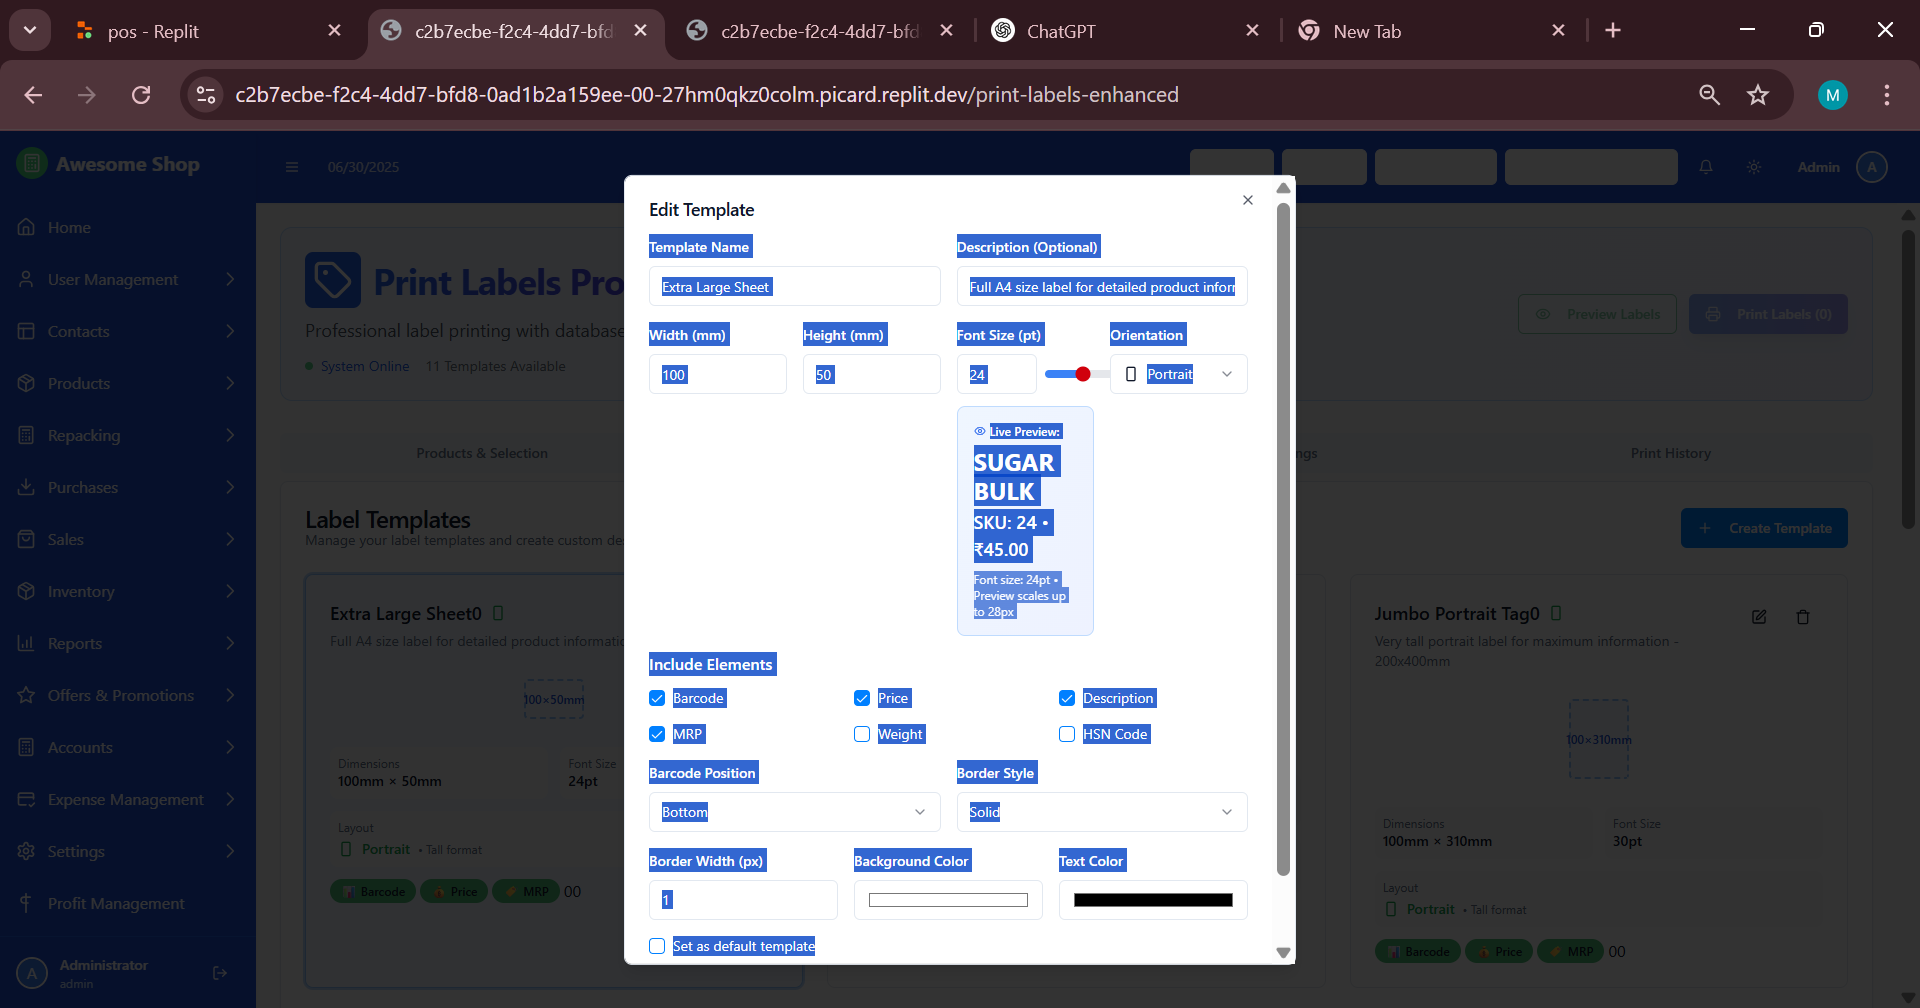 pos - Replit
c2b7ecbe-f2c4-4dd7-bfd
c2b7ecbe-f2c4-4dd7-bfd
ChatGPT
New Tab
c2b7ecbe-f2c4-4dd7-bfd8-0ad1b2a159ee-00-27hm0qkz0colm.picard.replit.dev/print-labels-enhanced
M
Awesome Shop
06/30/2025
Admin
A
Home
User Management
Contacts
Products
Repacking
Purchases
Sales
Inventory
Reports
Offers & Promotions
Accounts
Expense Management
Settings
Profit Management
A
Administrator
admin
Print Labels Pro
Professional label printing with database
System Online
11 Templates Available
Preview Labels
Print Labels (0)
Products & Selection
ngs
Print History
Label Templates
Manage your label templates and create custom de
Create Template
Extra Large Sheet0
Full A4 size label for detailed product informatio
100×50mm
Dimensions
100mm × 50mm
Font Size
24pt
Layout
Portrait
• Tall format
Barcode
Price
MRP
00
Edit Template
Template Name
Description (Optional)
Extra Large Sheet
Full A4 size label for detailed product inforr
Width (mm)
Height (mm)
Font Size (pt)
Orientation
100
50
24
Portrait
Live Preview:
SUGAR
BULK
SKU: 24 •
₹45.00
Font size: 24pt •
Preview scales up
to 28px
Include Elements
Barcode
Price
Description
MRP
Weight
HSN Code
Barcode Position
Border Style
Bottom
Solid
Border Width (px)
Background Color
Text Color
1
Set as default template
Jumbo Portrait Tag0
Very tall portrait label for maximum information -
200x400mm
100×310mm
Dimensions
100mm × 310mm
Font Size
30pt
Layout
Portrait
• Tall format
Barcode
Price
MRP
00